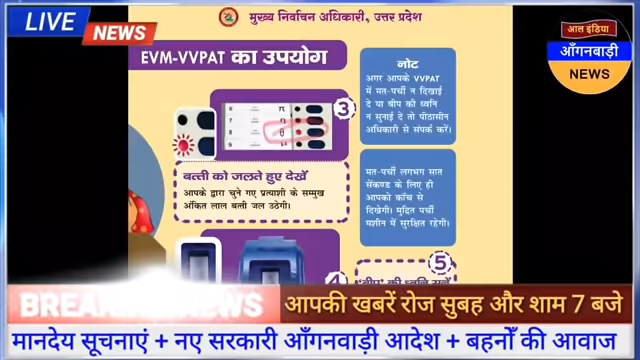 LIVE
NEWS
मुख्य निर्वाचन अधिकारी, उत्तर प्रदेश
आल इंडिया
आँगनबाड़ी
NEWS
EVM-VVPAT का उपयोग
3
बत्ती को जलते हुए देखें
आपके द्वारा चुने गए प्रत्याशी के सम्मुख
अंकित लाल बत्ती जल उठेगी।
नोट
अगर आपके VVPAT
में मत-पर्ची न दिखाई
दे या बीप की ध्वनि
न सुनाई दे तो पीठासीन
अधिकारी से संपर्क करें।
मत-पर्ची लगभग सात
सेंकण्ड के लिए ही
आपको काँच से
दिखेगी। मुद्रित पर्ची
मशीन में सुरक्षित रहेगी।
4
5
'बीप' की ध्वनि सुनें
BREAKING NEWS
आपकी खबरें रोज सुबह और शाम 7 बजे
मानदेय सूचनाएं + नए सरकारी आँगनवाड़ी आदेश + बहनोँ की आवाज